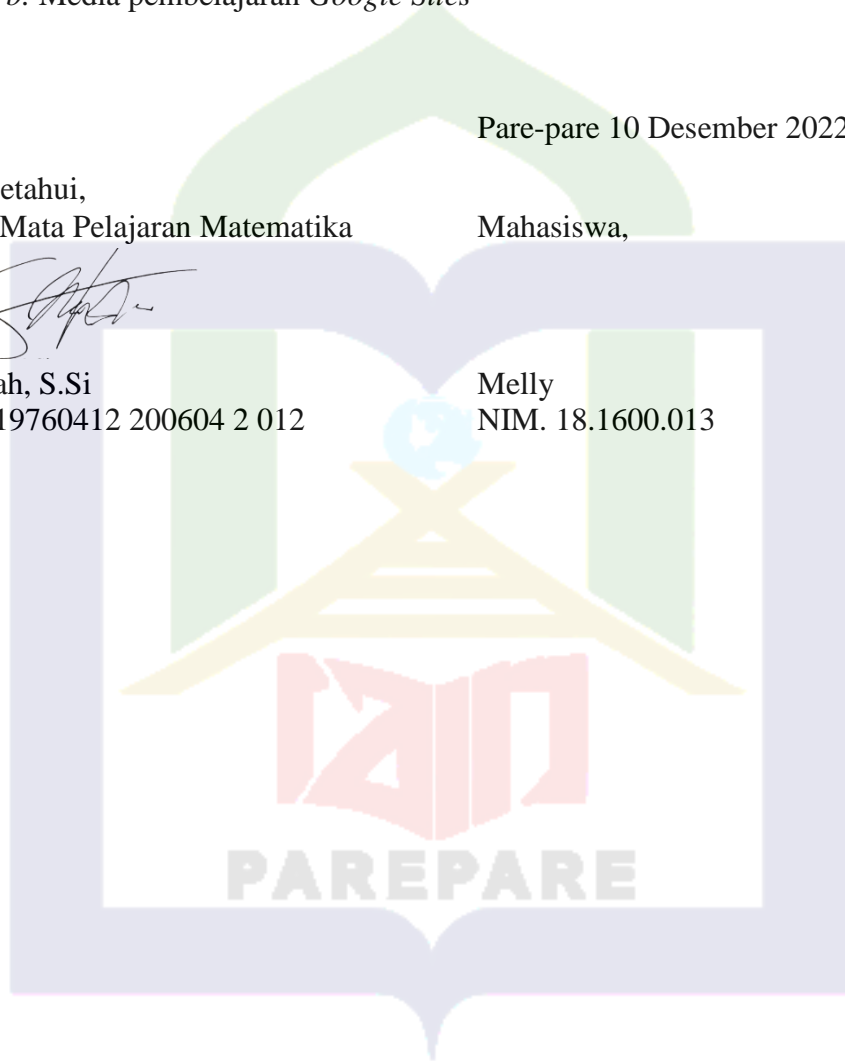 b. Media pembelajaran Google Sites
Pare-pare 10 Desember 2022
etahui,
Mata Pelajaran Matematika
Mahasiswa,
ah, S.Si
Melly
19760412 200604 2 012
NIM. 18.1600.013
iain
PAREPARE